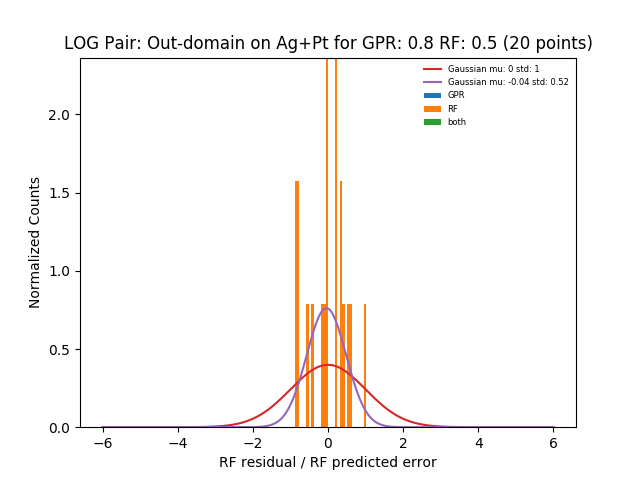 LOG Pair: Out-domain on Ag+Pt for GPR: 0.8 RF: 0.5 (20 points)
Gaussian mu: 0 std: 1
Gaussian mu: -0.04 std: 0.52
GPR
RF
both
Normalized Counts
2.0
1.5
1.0
0.5
0.0
−6 −4 −2 0 2 4 6
RF residual / RF predicted error